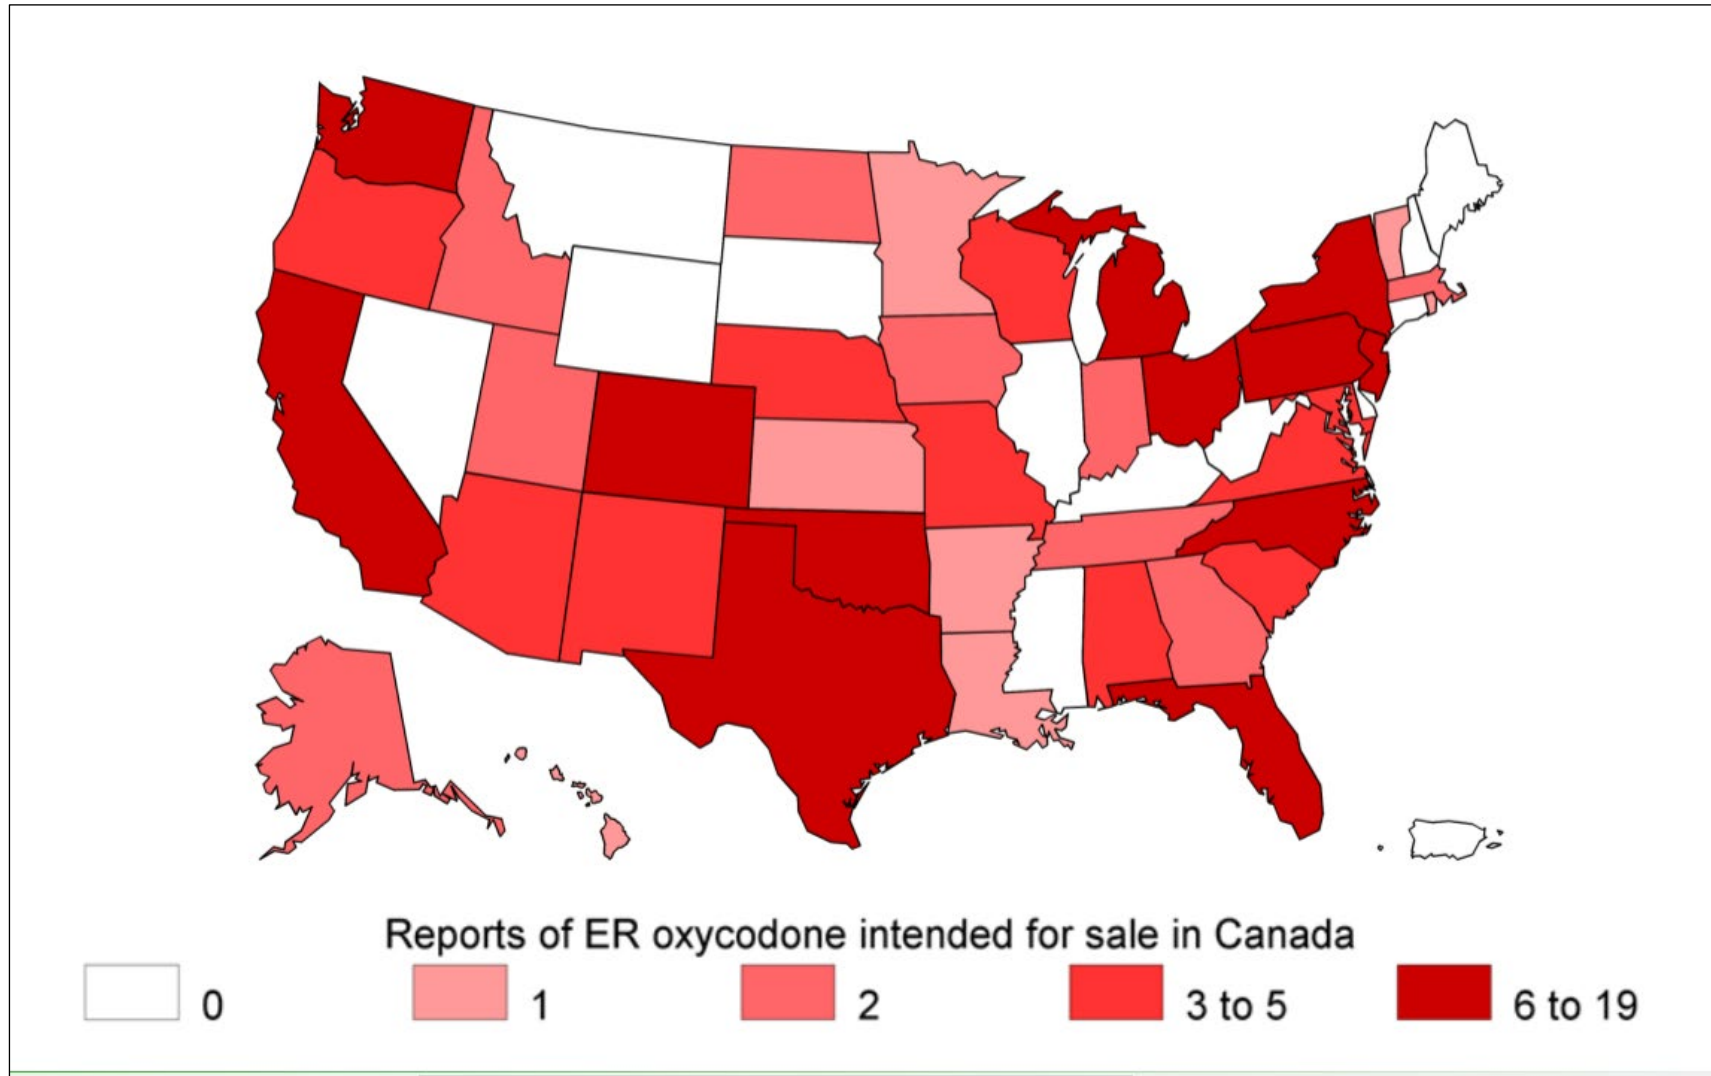 Reports of ER oxycodone intended for sale in Canada
0 1 2 3 to 5 6 to 19